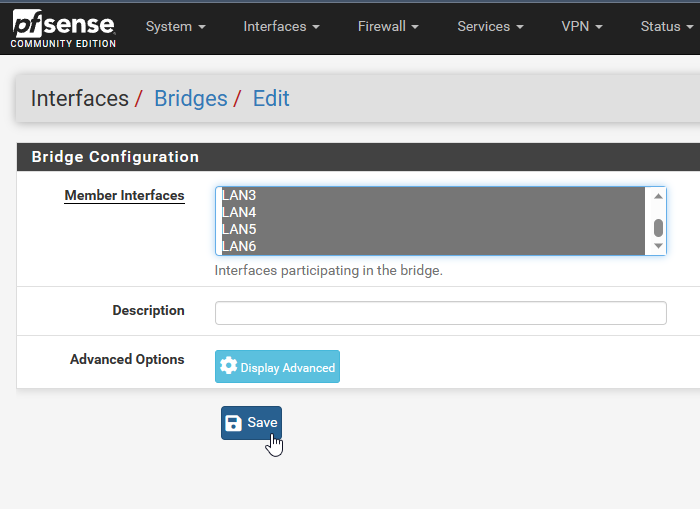 pfsense
COMMUNITY EDITION
System Interfaces Firewall Services VPN Status
Interfaces / Bridges / Edit
Bridge Configuration
Member Interfaces
LAN3
LAN4
LAN5
LAN6
Interfaces participating in the bridge.
Description
Advanced Options
Display Advanced
Save